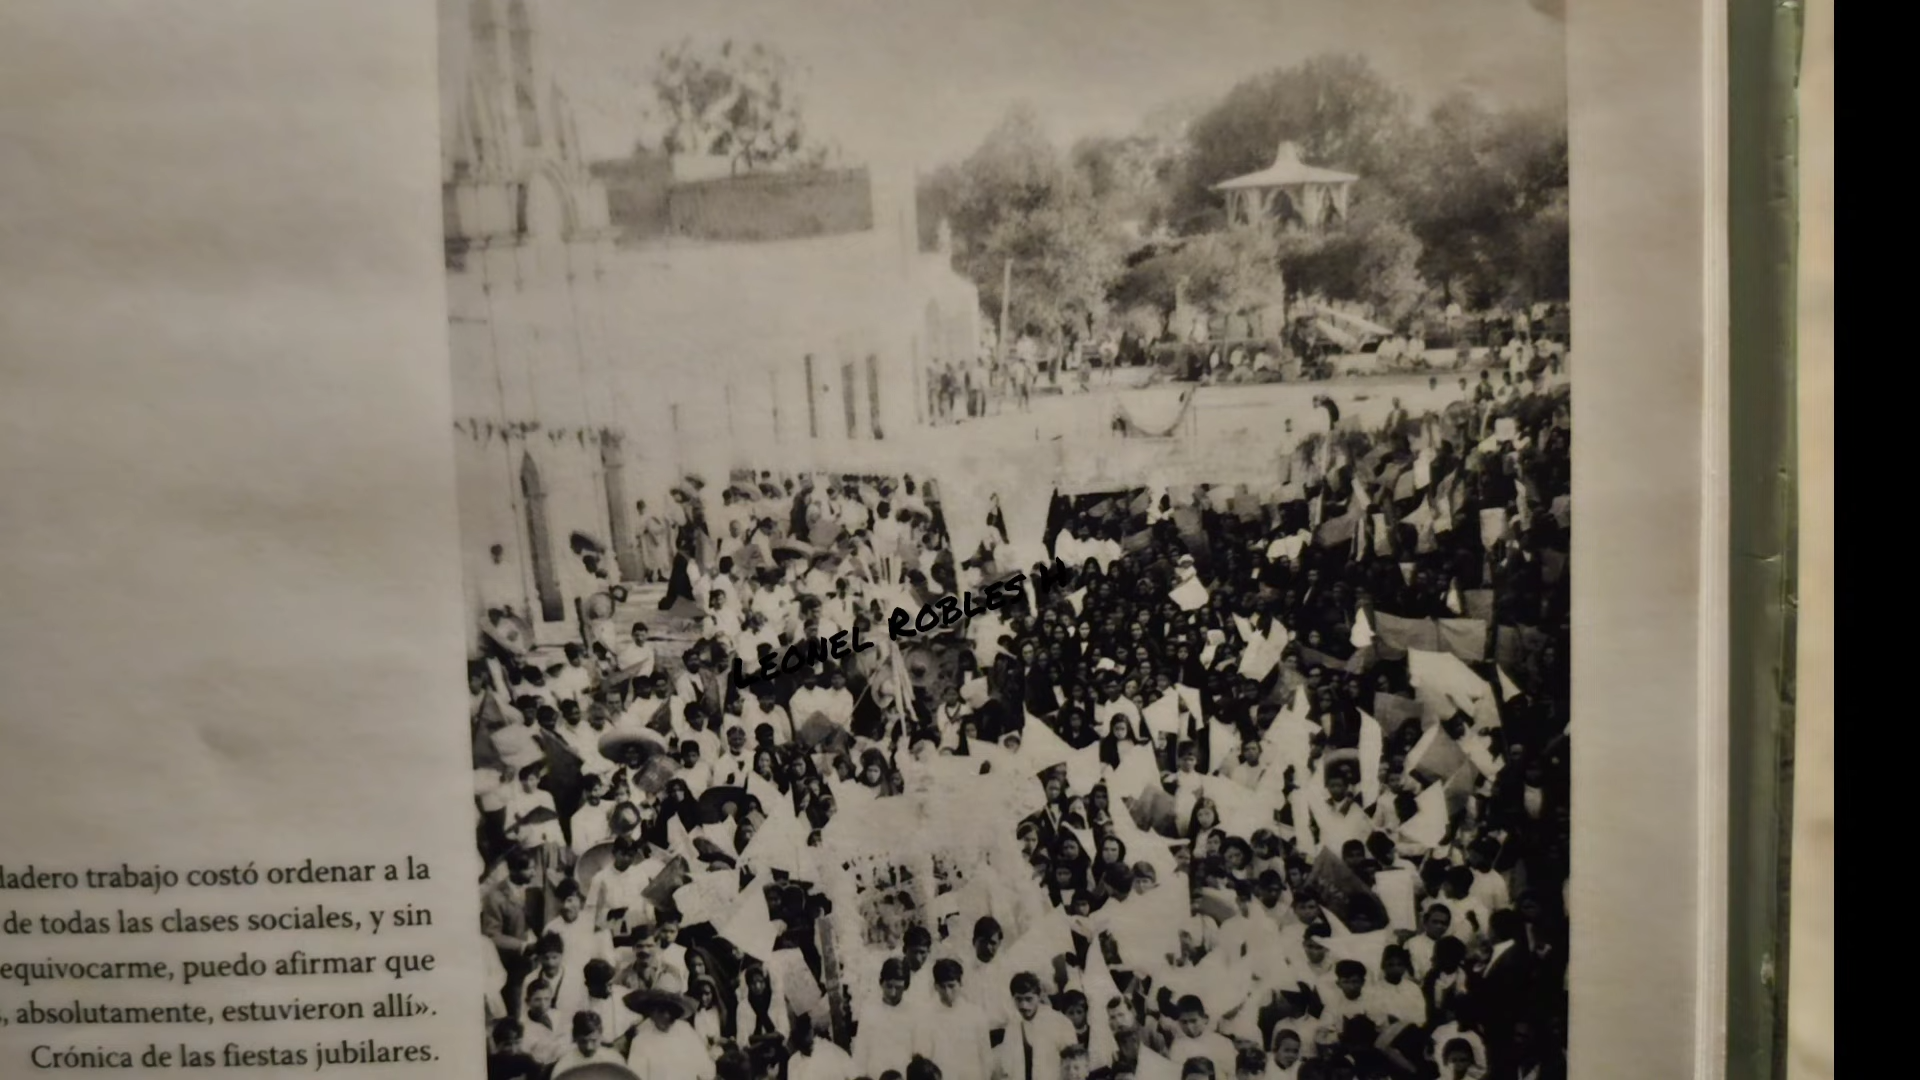 Leonel Robles H
trabajo costó ordenar a la
de todas las clases sociales, y sin
equivocarme, puedo afirmar que
absolutamente, estuvieron allí».
Crónica de las fiestas jubilares.